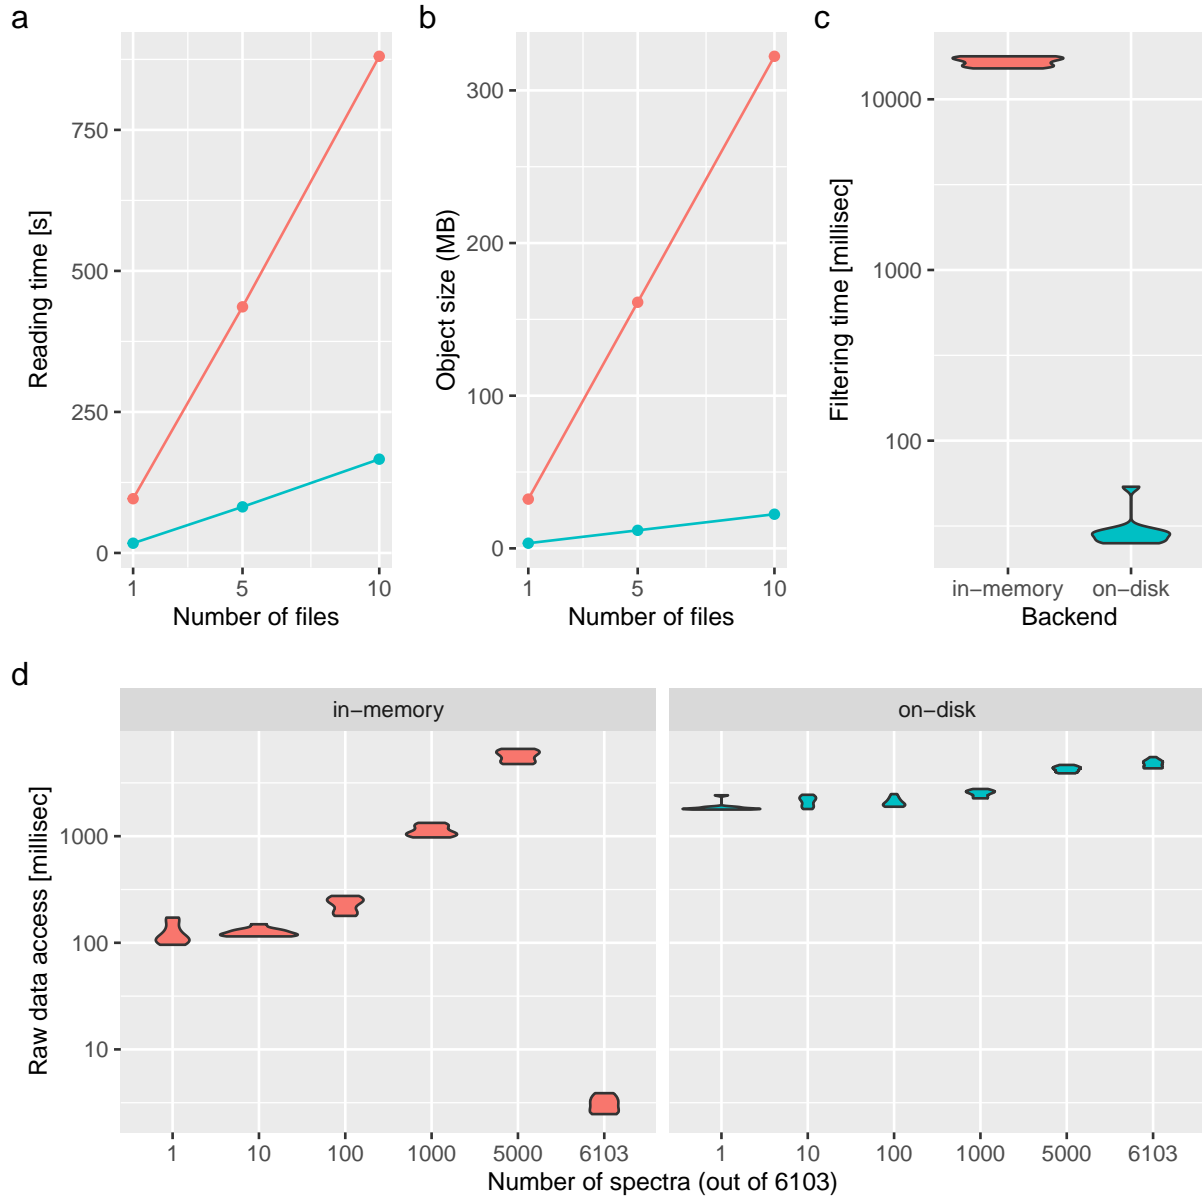 a
750
500
250
0
1 5 10
Reading time [s]
Number of files
b
300
200
100
0
1 5 10
Object size (MB)
Number of files
c
10000
1000
100
in−memory on−disk
Filtering time [millisec]
Backend
d
in−memory on−disk
1000
100
10
Raw data access [millisec]
1 10 100 1000 5000 6103 1 10 100 1000 5000 6103
Number of spectra (out of 6103)